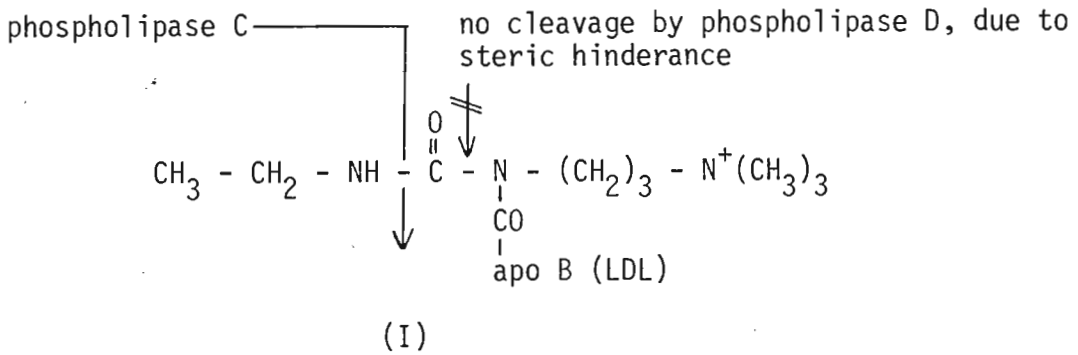 phospholipase C
no cleavage by phospholipase D, due to
steric hinderance
O
CH3 - CH2 - NH - C - N - (CH2)3 - N+(CH3)3
CO
apo B (LDL)
(I)